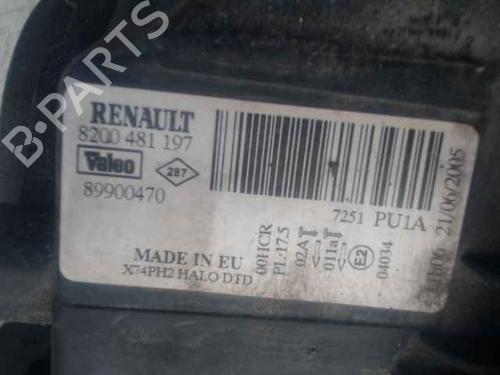 RENAULT
8200 481 197
Valeo
287
89900470
7251 PU1A
MADE IN EU
X74PH2 HALO DTD
00HCR
PL-17.5
02A
011a
E2
04034
21/06/2005
B-PARTS
B-PARTS